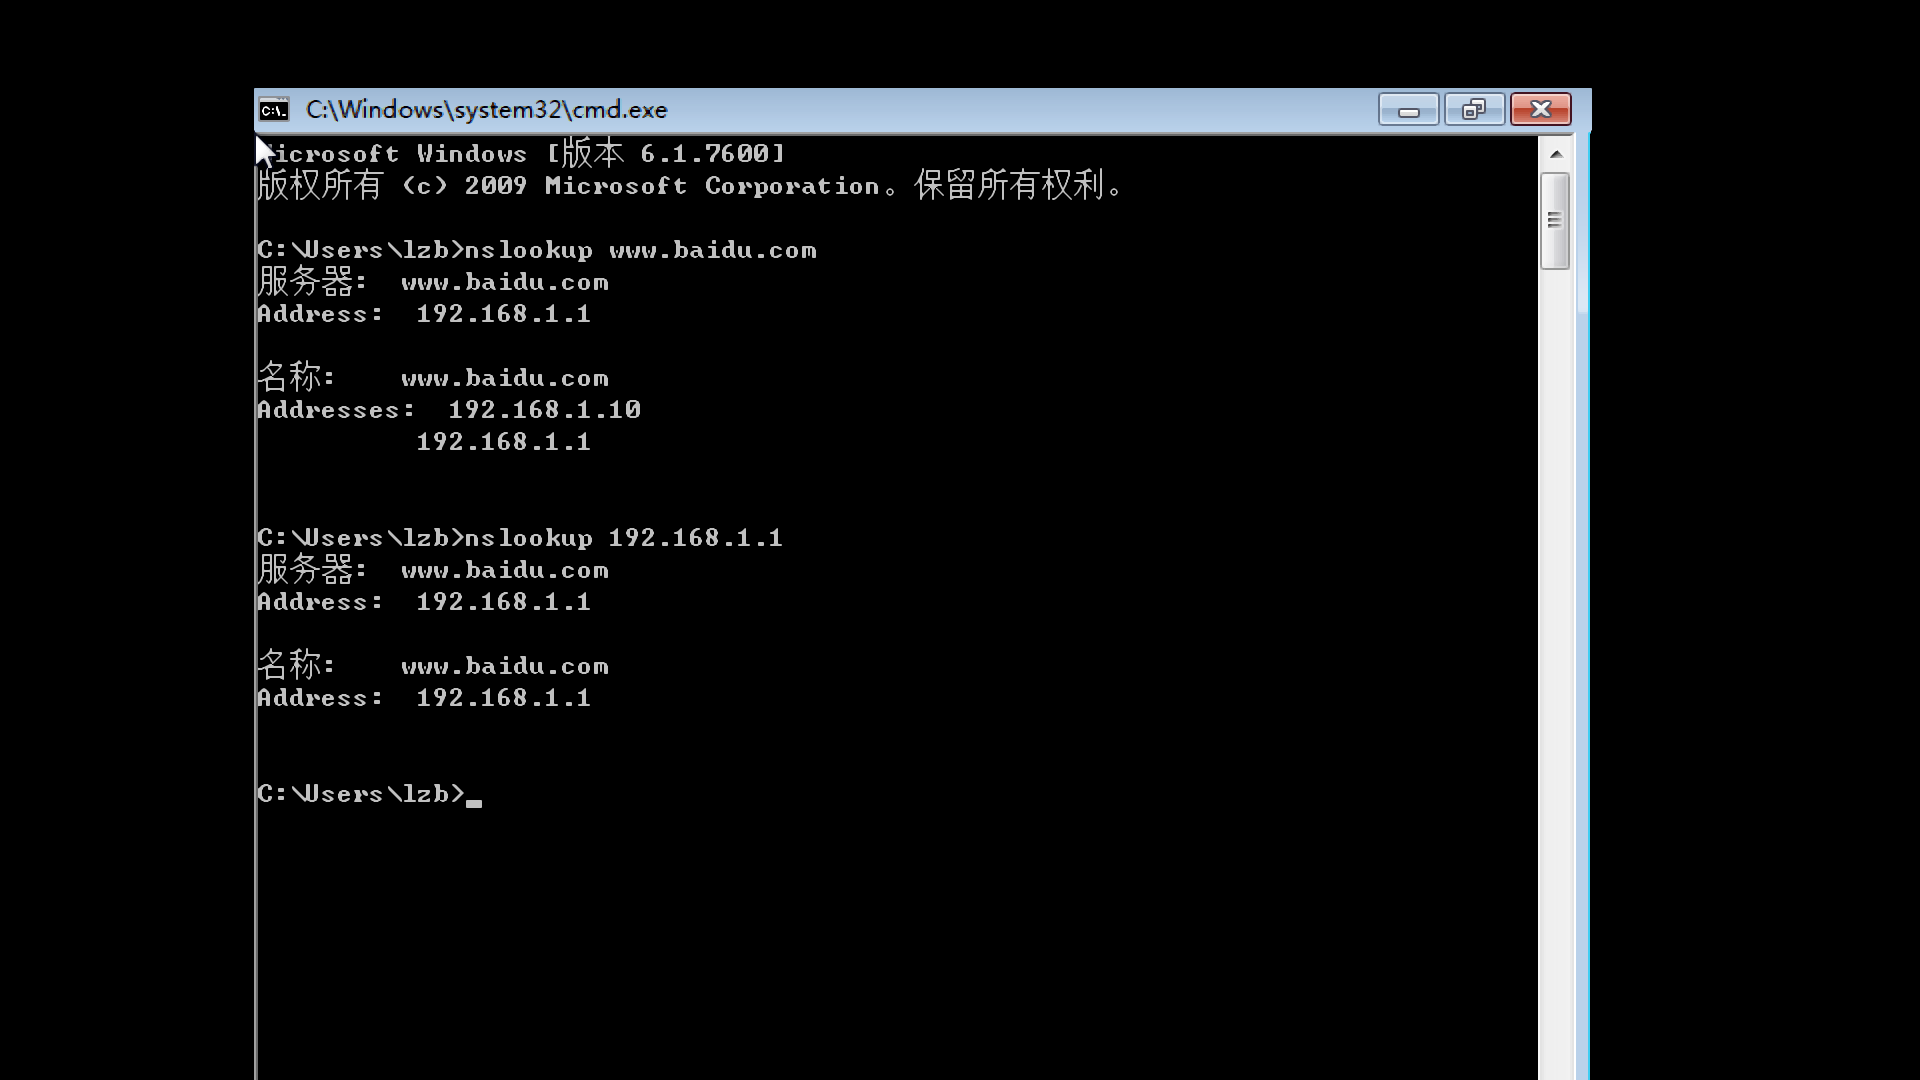 C:\Windows\system32\cmd.exe
Microsoft Windows [版本 6.1.7600]
版权所有 (c) 2009 Microsoft Corporation。保留所有权利。
C:\Users\lzb>nslookup www.baidu.com
服务器:  www.baidu.com
Address:  192.168.1.1
名称:    www.baidu.com
Addresses:  192.168.1.10
192.168.1.1
C:\Users\lzb>nslookup 192.168.1.1
服务器:  www.baidu.com
Address:  192.168.1.1
名称:    www.baidu.com
Address:  192.168.1.1
C:\Users\lzb>